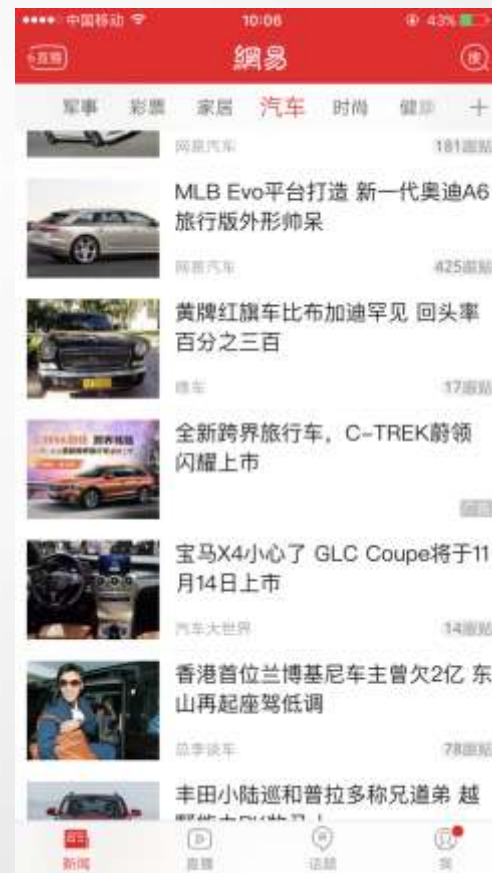 中国移动
10:06
43%
直播
網易
搜
军事 彩票 家居 汽车 时尚 健康 +
网易汽车 181跟贴
MLB Evo平台打造 新一代奥迪A6
旅行版外形帅呆
网易汽车 425跟贴
黄牌红旗车比布加迪罕见 回头率
百分之三百
17跟贴
全新跨界旅行车，C-TREK蔚领
闪耀上市
广告
宝马X4小心了 GLC Coupe将于11
月14日上市
汽车大世界 14跟贴
香港首位兰博基尼车主曾欠2亿 东
山再起座驾低调
78跟贴
丰田小陆巡和普拉多称兄道弟 越
新闻 直播 话题 我